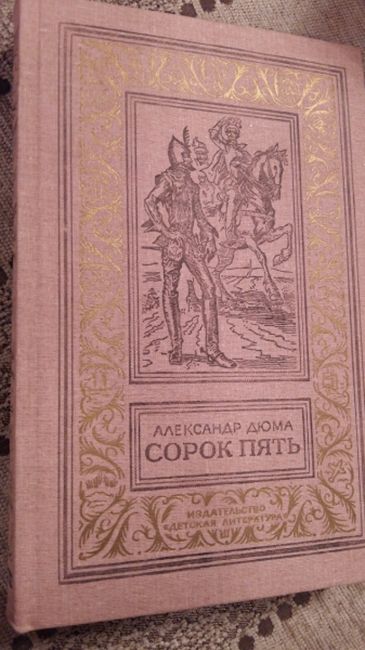 АЛЕКСАНДР ДЮМА
СОРОК ПЯТЬ
ИЗДАТЕЛЬСТВО
«ДЕТСКАЯ ЛИТЕРАТУРА»